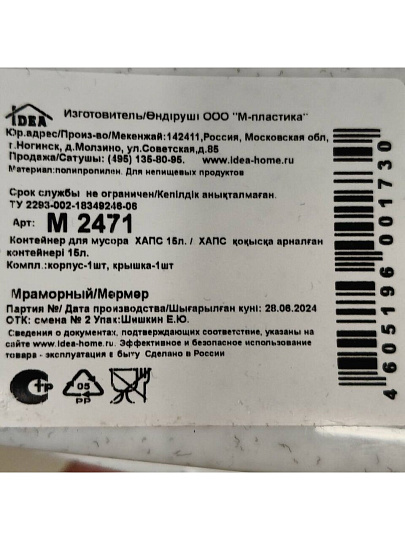 IDEA
Изготовитель/Өндіруші ООО "М-пластика"
Юр.адрес/Произ-во/Мекенжай:142411,Россия, Московская обл,
г.Ногинск, д.Молзино, ул.Советская,д.85
Продажа/Сатушы: (495) 135-80-95. www.idea-home.ru.
Материал:полипропилен. Для непищевых продуктов
Срок службы не ограничен/Кепілдік анықталмаған.
ТУ 2293-002-18349246-06
Арт: М 2471
Контейнер для мусора ХАПС 15л. / ХАПС қоқысқа арналған
контейнері 15л.
Компл.:корпус-1шт, крышка-1шт
Мраморный/Мәрмәр
Партия №/ Дата производства/Шығарылған күні: 28.06.2024
ОТК: смена № 2 Упак:Шишкин Е.Ю.
Сведения о документах, подтверждающих соответствие, указаны на
сайте www.idea-home.ru. Эффективное и безопасное использование
товара - эксплуатация в быту Сделано в России
05
PP
4605196001730